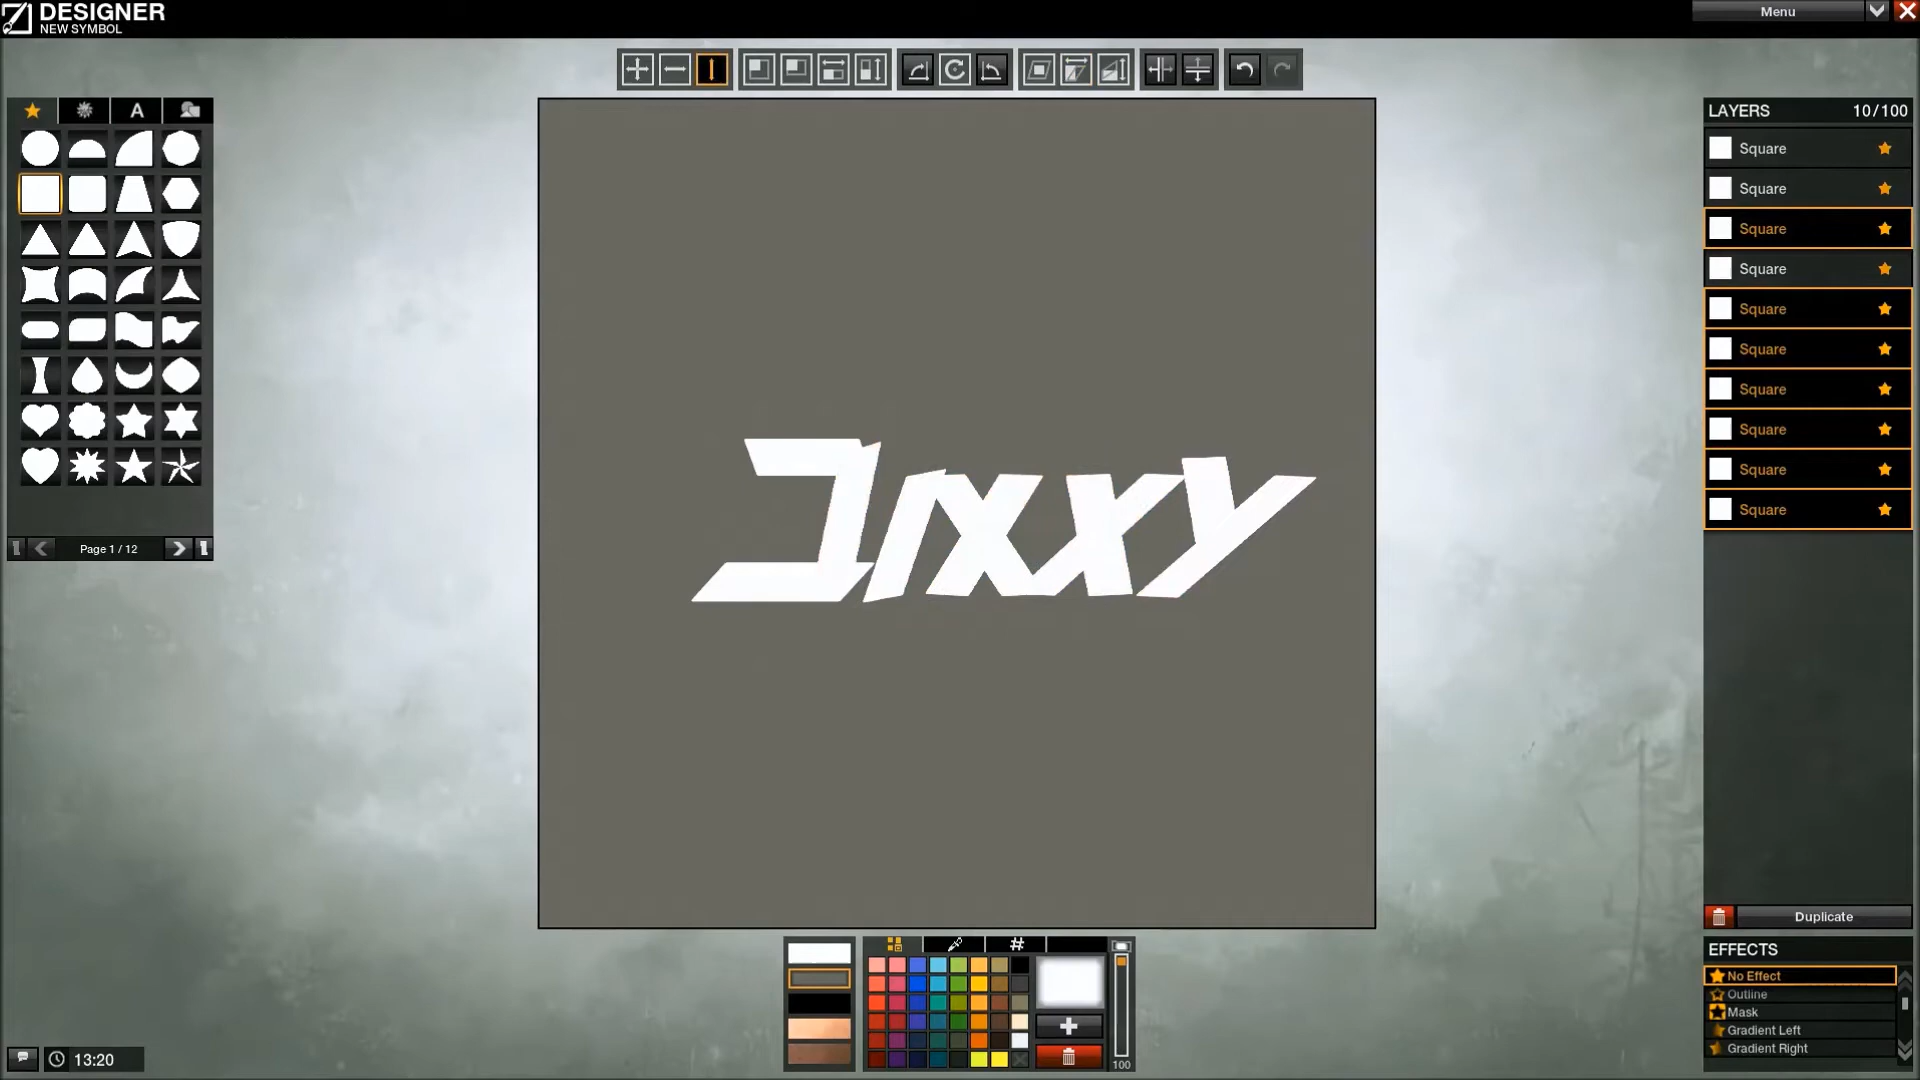 DESIGNER
NEW SYMBOL
Menu
A
Page 1 / 12
LAYERS 10/100
Square
Square
Square
Square
Square
Square
Square
Square
Square
Square
Duplicate
EFFECTS
No Effect
Outline
Mask
Gradient Left
Gradient Right
#
100
13:20